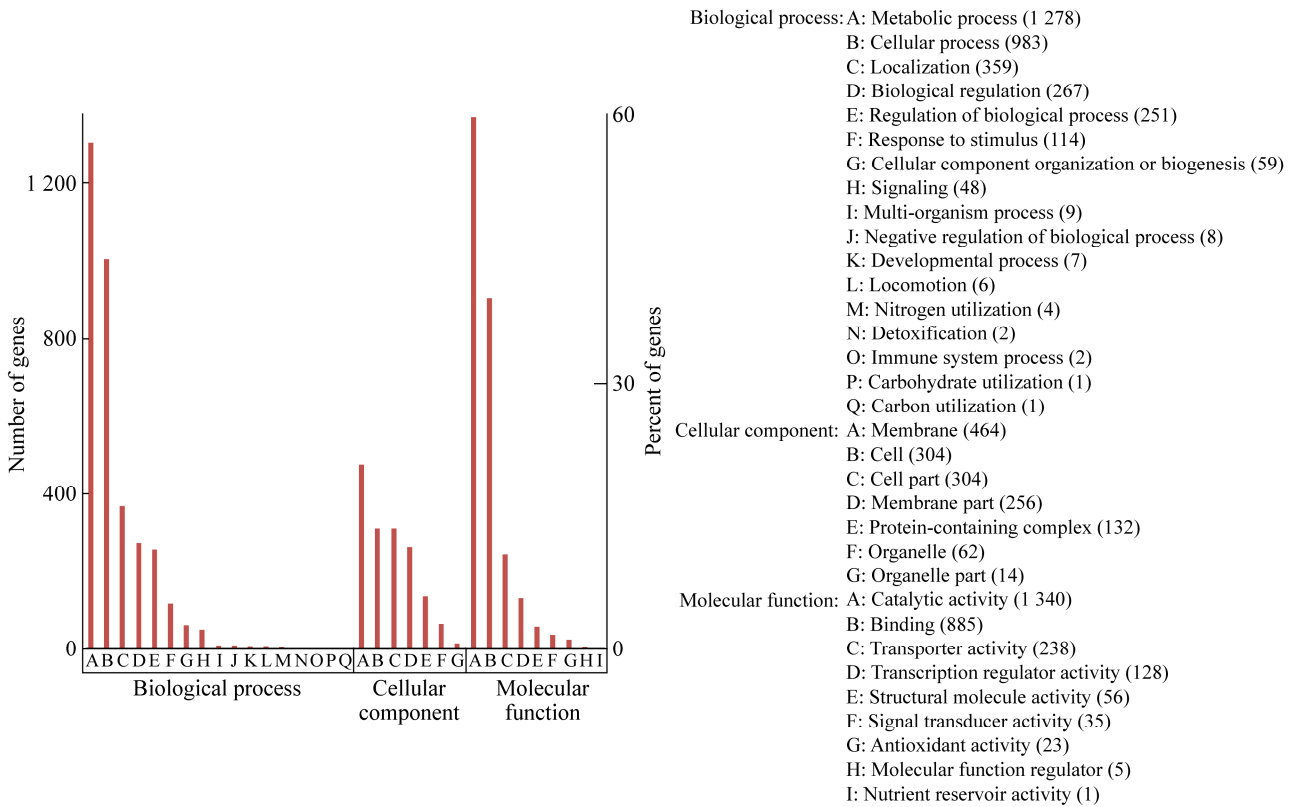 Biological process: A: Metabolic process (1 278)
B: Cellular process (983)
C: Localization (359)
D: Biological regulation (267)
E: Regulation of biological process (251)
F: Response to stimulus (114)
G: Cellular component organization or biogenesis (59)
H: Signaling (48)
I: Multi-organism process (9)
J: Negative regulation of biological process (8)
K: Developmental process (7)
L: Locomotion (6)
M: Nitrogen utilization (4)
N: Detoxification (2)
O: Immune system process (2)
P: Carbohydrate utilization (1)
Q: Carbon utilization (1)
Cellular component: A: Membrane (464)
B: Cell (304)
C: Cell part (304)
D: Membrane part (256)
E: Protein-containing complex (132)
F: Organelle (62)
G: Organelle part (14)
Molecular function: A: Catalytic activity (1 340)
B: Binding (885)
C: Transporter activity (238)
D: Transcription regulator activity (128)
E: Structural molecule activity (56)
F: Signal transducer activity (35)
G: Antioxidant activity (23)
H: Molecular function regulator (5)
I: Nutrient reservoir activity (1)
Number of genes
1 200
800
400
0
60
30
0
Percent of genes
A B C D E F G H I J K L M N O P Q A B C D E F G A B C D E F G H I
Biological process
Cellular
component
Molecular
function